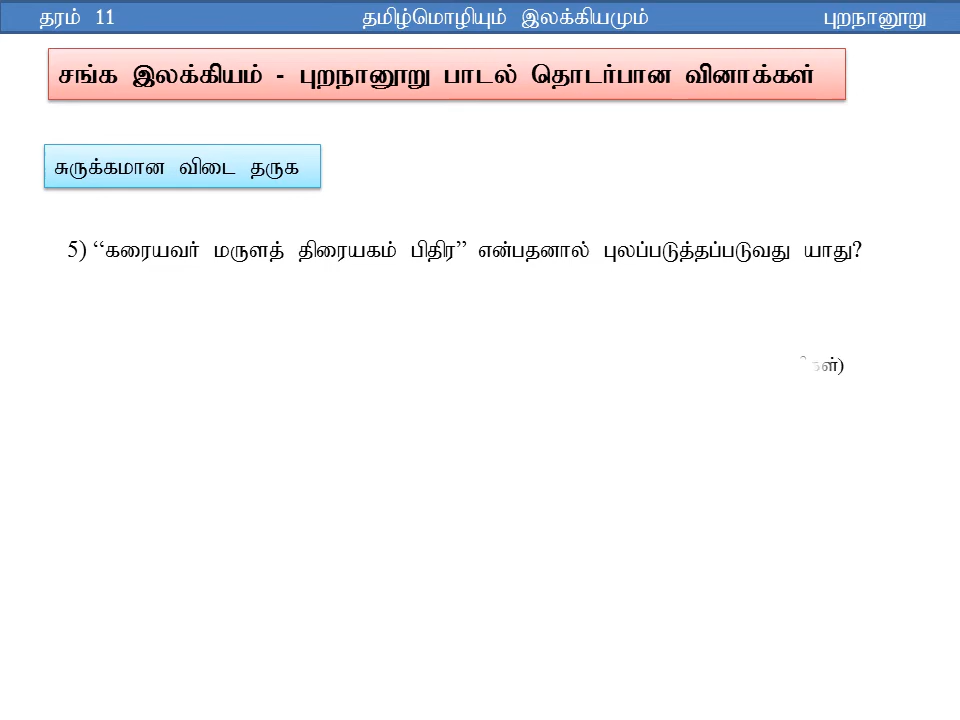 தரம் 11 தமிழ்மொழியும் இலக்கியமும் புறநானூறு
சங்க இலக்கியம் - புறநானூறு பாடல் தொடர்பான வினாக்கள்
சுருக்கமான விடை தருக
5) “கரையவர் மருளத் திரையகம் பிதிர” என்பதனால் புலப்படுத்தப்படுவது யாது?